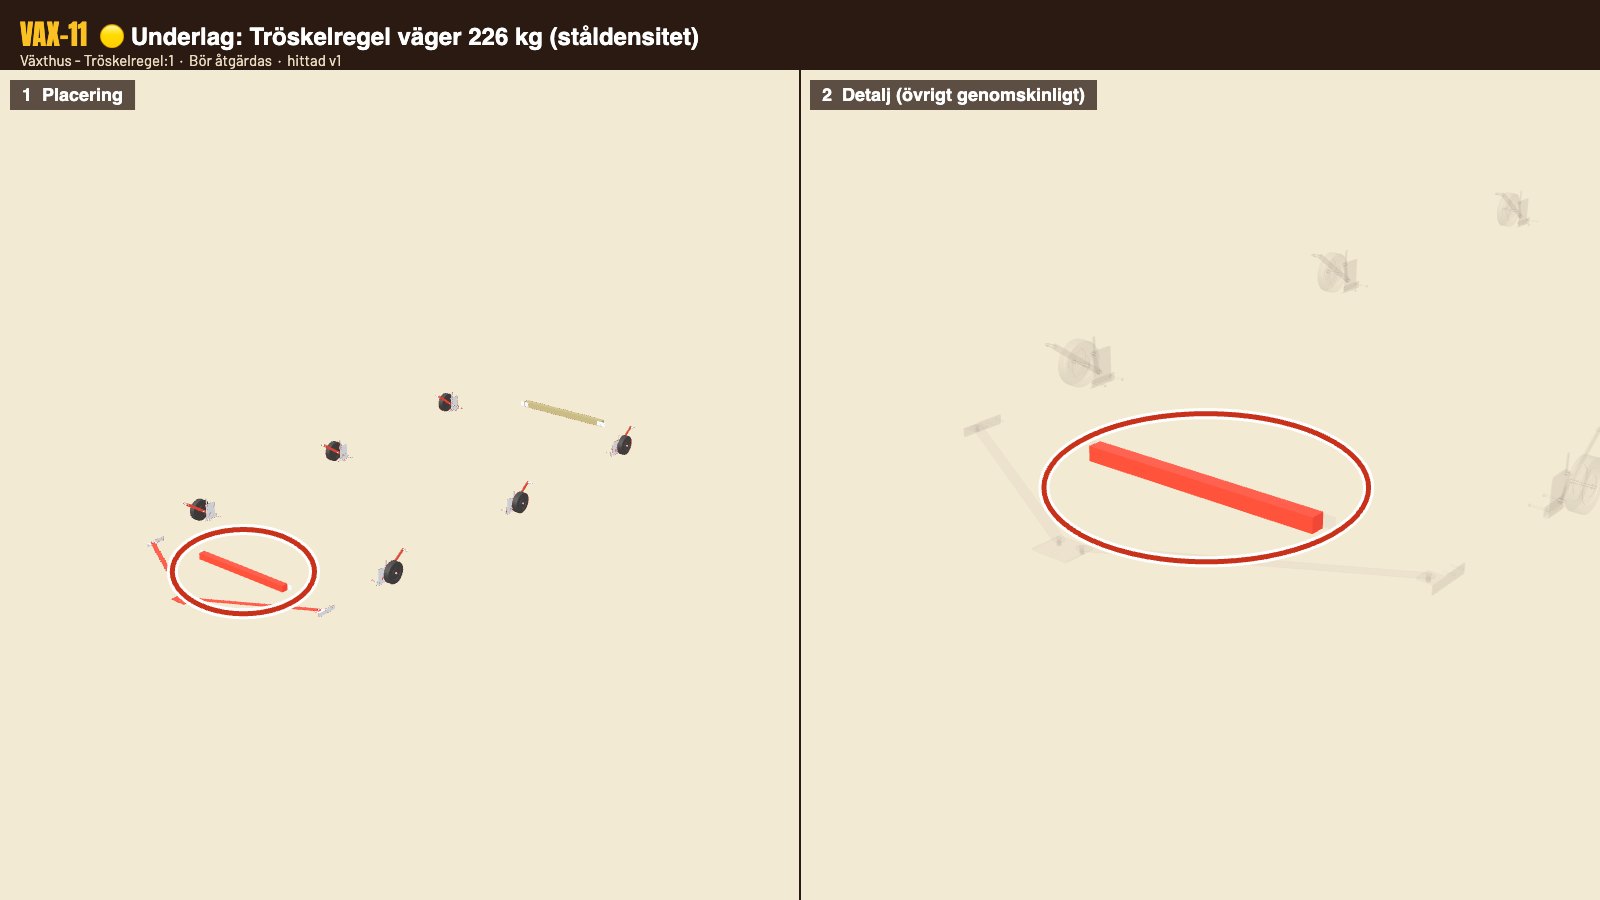 VAX-11 🟡 Underlag: Tröskelregel väger 226 kg (ståldensitet)
Växthus - Tröskelregel:1 · Bör åtgärdas · hittad v1
1 Placering
2 Detalj (övrigt genomskinligt)